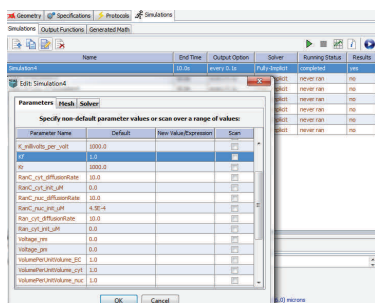 Geometry Specifications Protocols Simulations
Simulations Output Functions Generated Math
Name End Time Output Option Solver Running Status Results
Simulation4 10.0s every 0.1s Fully-Implicit completed yes
never ran no
never ran no
never ran no
never ran no
never ran no
Edit: Simulation4
Parameters Mesh Solver
Specify non-default parameter values or scan over a range of values:
Parameter Name Default New Value/Expression Scan
K_millivolts_per_volt 1000.0
Kf 1.0
Kr 1000.0
RanC_cyt_diffusionRate 10.0
RanC_cyt_init_uM 0.0
RanC_nuc_diffusionRate 10.0
RanC_nuc_init_uM 4.5E-4
Ran_cyt_diffusionRate 10.0
Ran_cyt_init_uM 0.0
Voltage_nm 0.0
Voltage_pm 0.0
VolumePerUnitVolume_EC 1.0
VolumePerUnitVolume_cyt 1.0
VolumePerUnitVolume_nuc 1.0
OK Cancel
microns